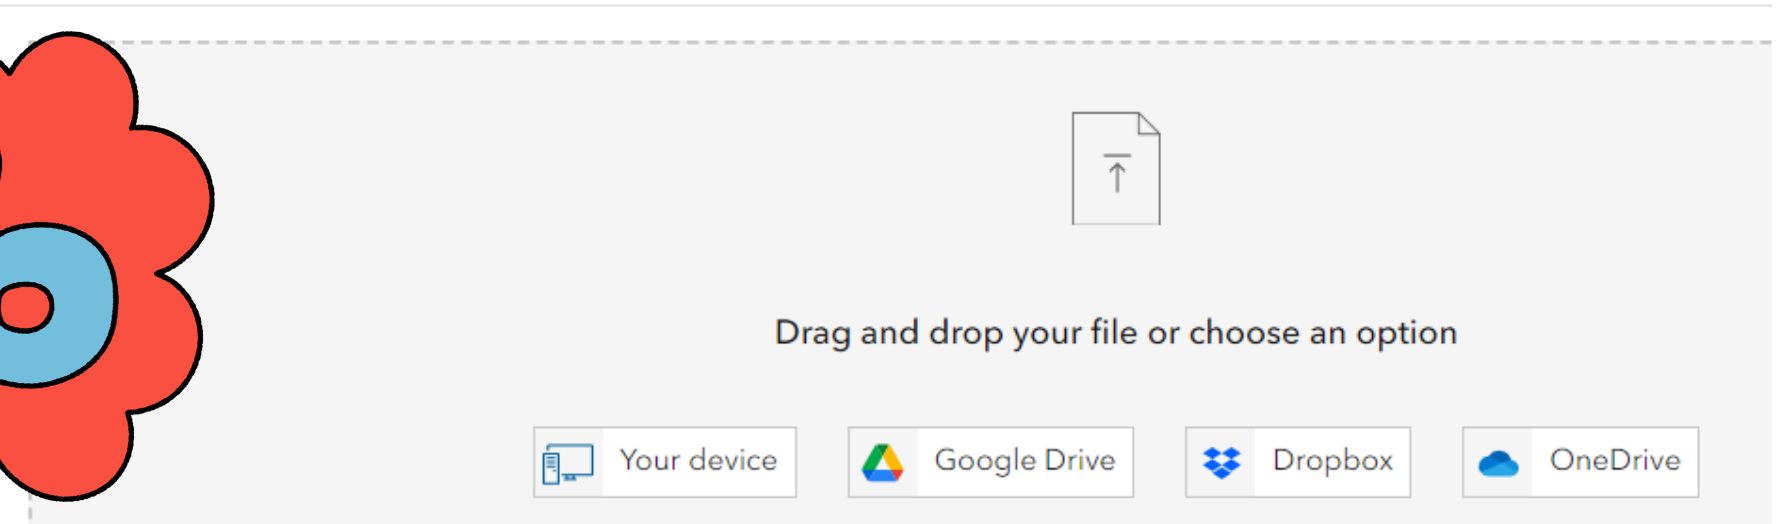 Drag and drop your file or choose an option
Your device
Google Drive
Dropbox
OneDrive